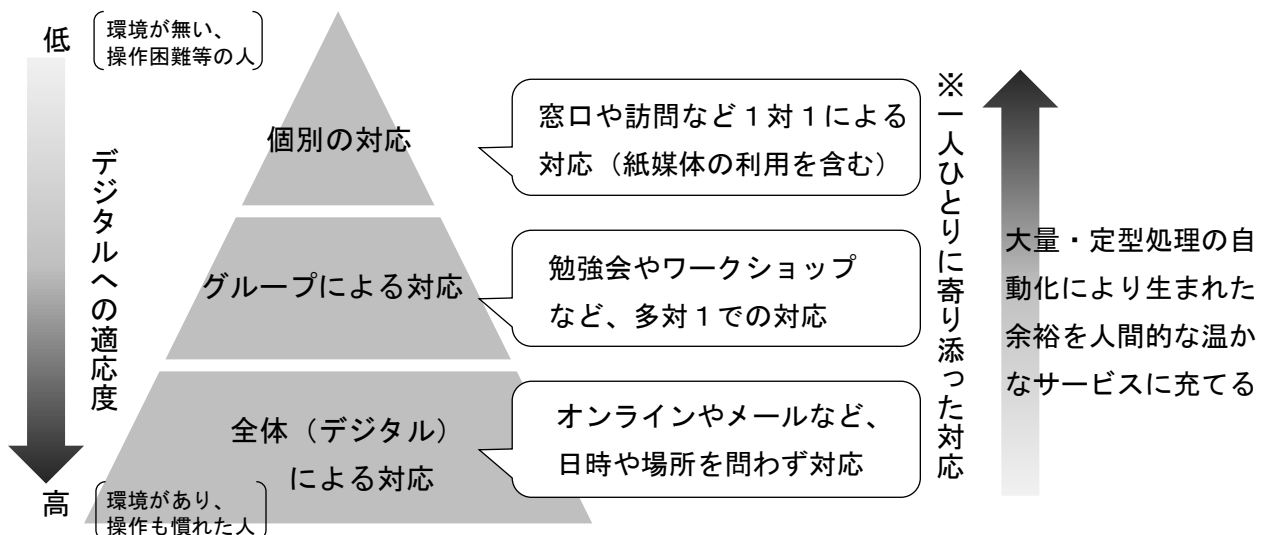 低
環境が無い、
操作困難等の人
デジタルへの適応度
高
環境があり、
操作も慣れた人
個別の対応
窓口や訪問など１対１による
対応（紙媒体の利用を含む）
グループによる対応
勉強会やワークショップ
など、多対１での対応
全体（デジタル）
による対応
オンラインやメールなど、
日時や場所を問わず対応
※一人ひとりに寄り添った対応
大量・定型処理の自
動化により生まれた
余裕を人間的な温か
なサービスに充てる